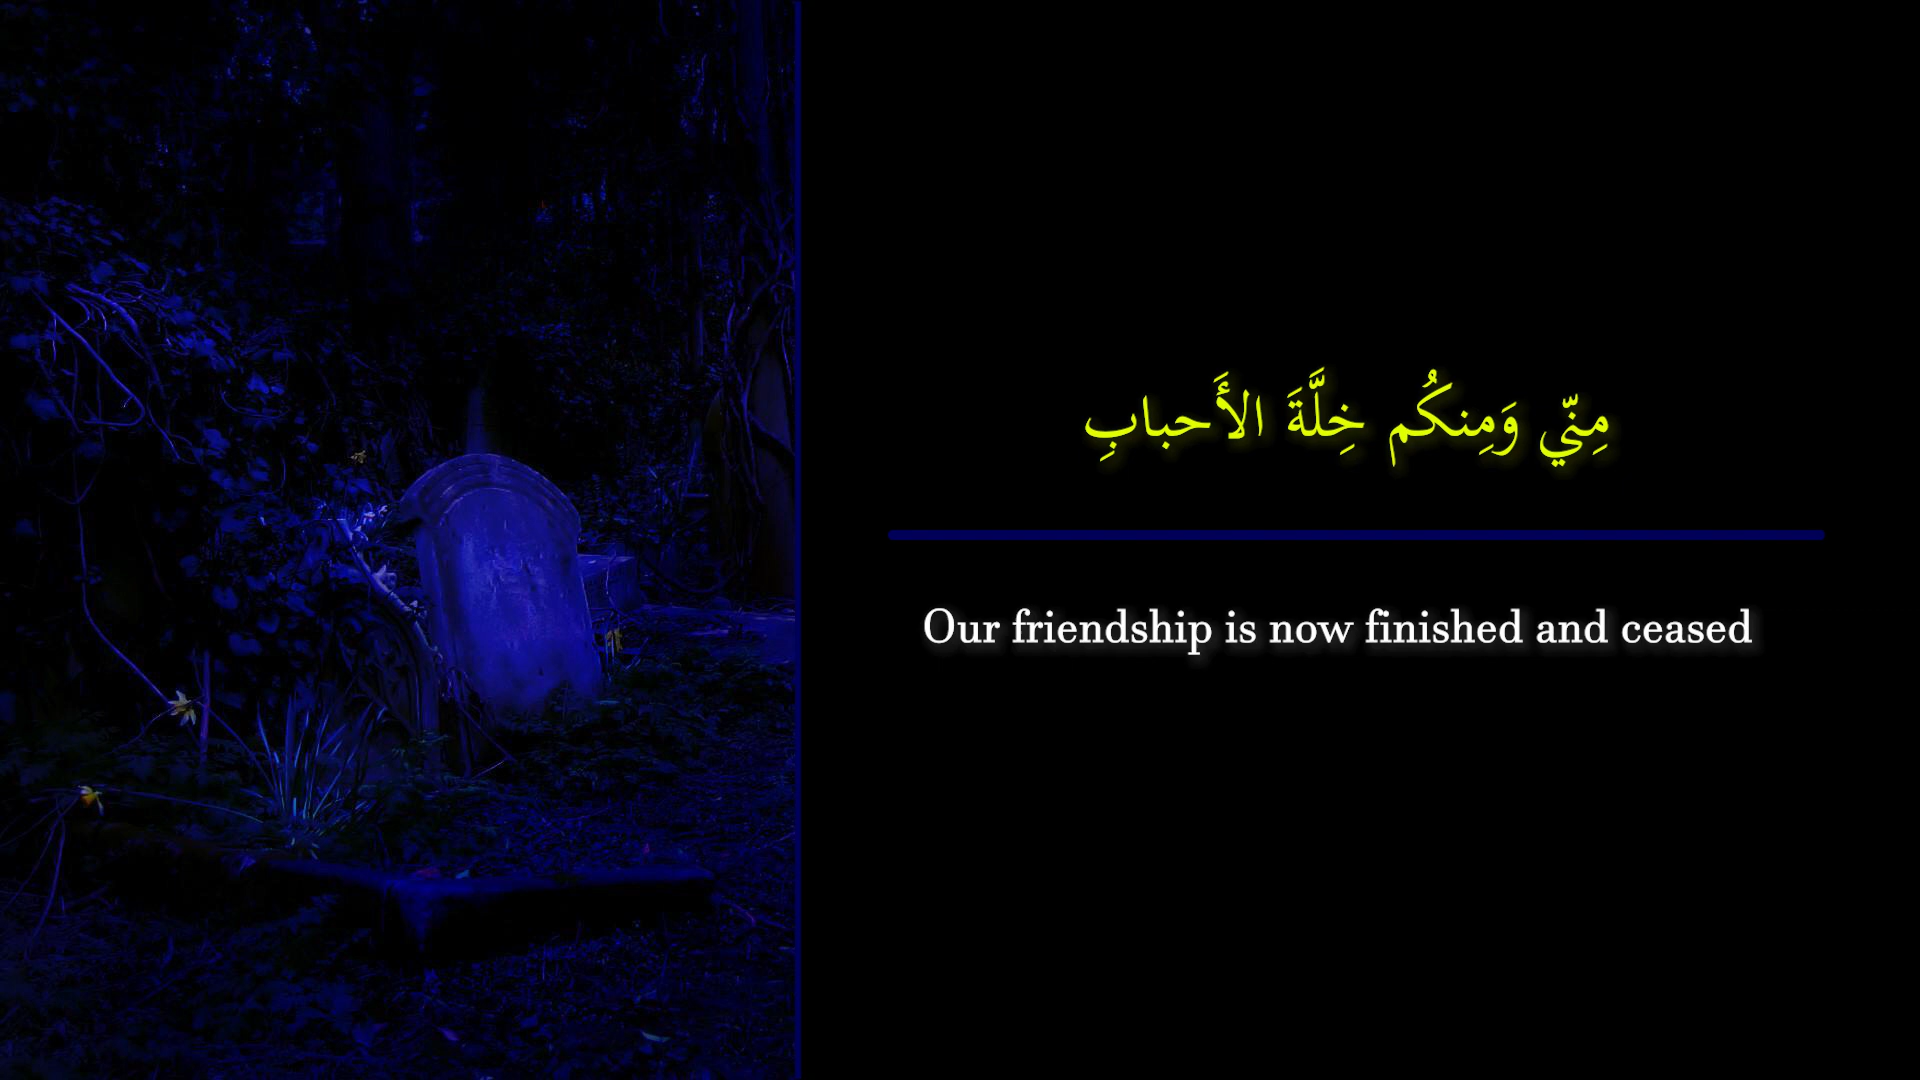 مِنّي وَمِنكُم خِلَّةَ الأَحبابِ
Our friendship is now finished and ceased